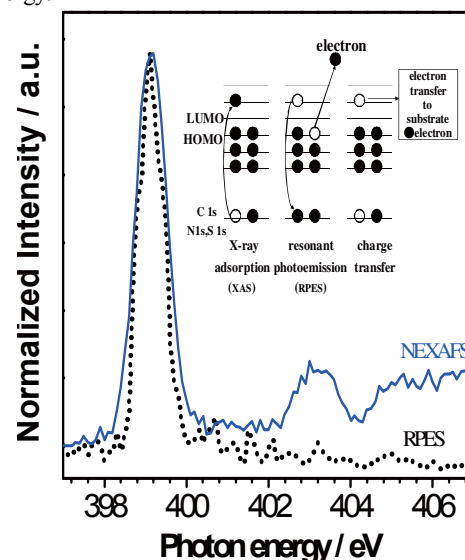 ergy.
electron
electron
transfer
to
substrate
electron
LUMO
HOMO
C 1s
N1s,S 1s
X-ray
adsorption
(XAS)
resonant
photoemission
(RPES)
charge
transfer
NEXAFS
RPES
Normalized Intensity / a.u.
398 400 402 404 406
Photon energy / eV